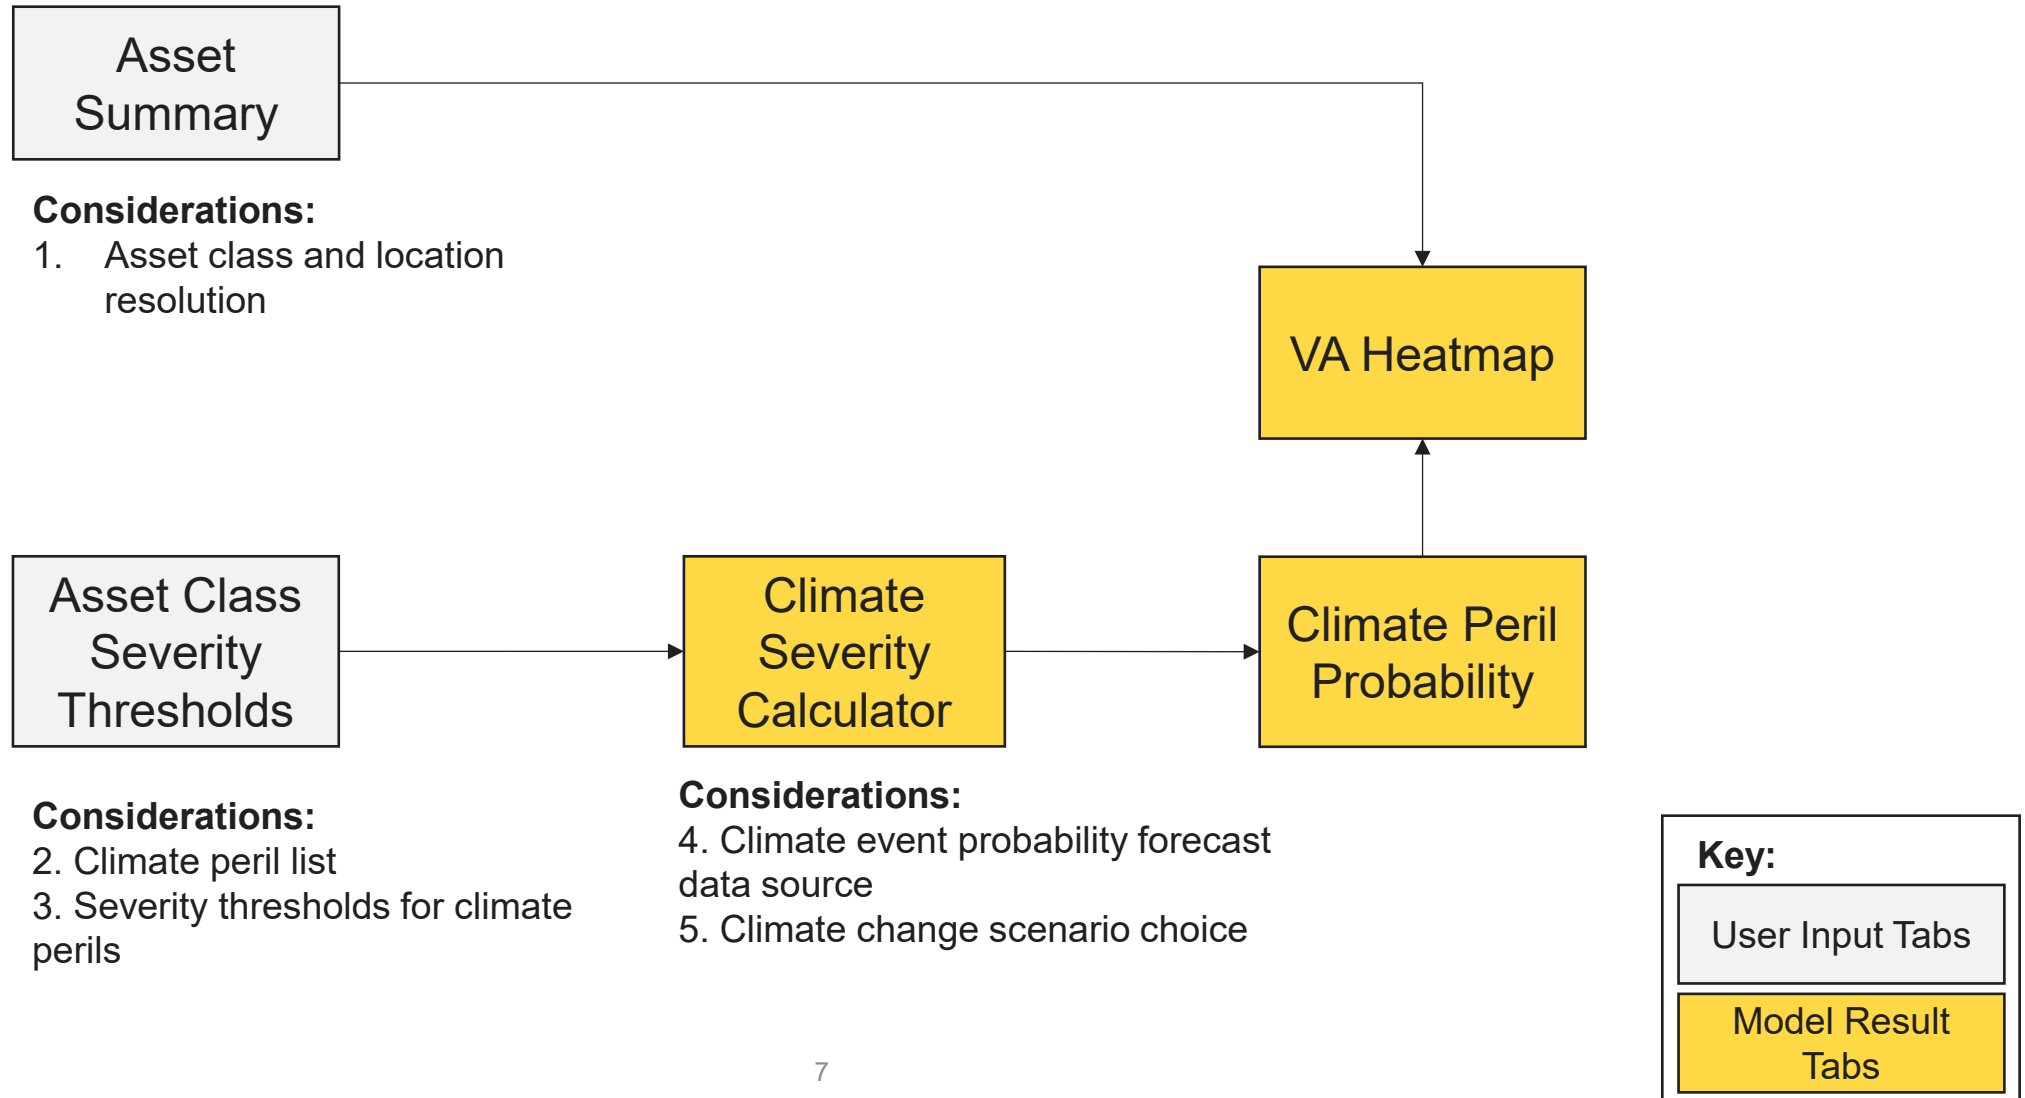 Asset
Summary
Considerations:
1. Asset class and location
resolution
VA Heatmap
Asset Class
Severity
Thresholds
Climate
Severity
Calculator
Climate Peril
Probability
Considerations:
2. Climate peril list
3. Severity thresholds for climate
perils
Considerations:
4. Climate event probability forecast
data source
5. Climate change scenario choice
Key:
User Input Tabs
Model Result
Tabs
7